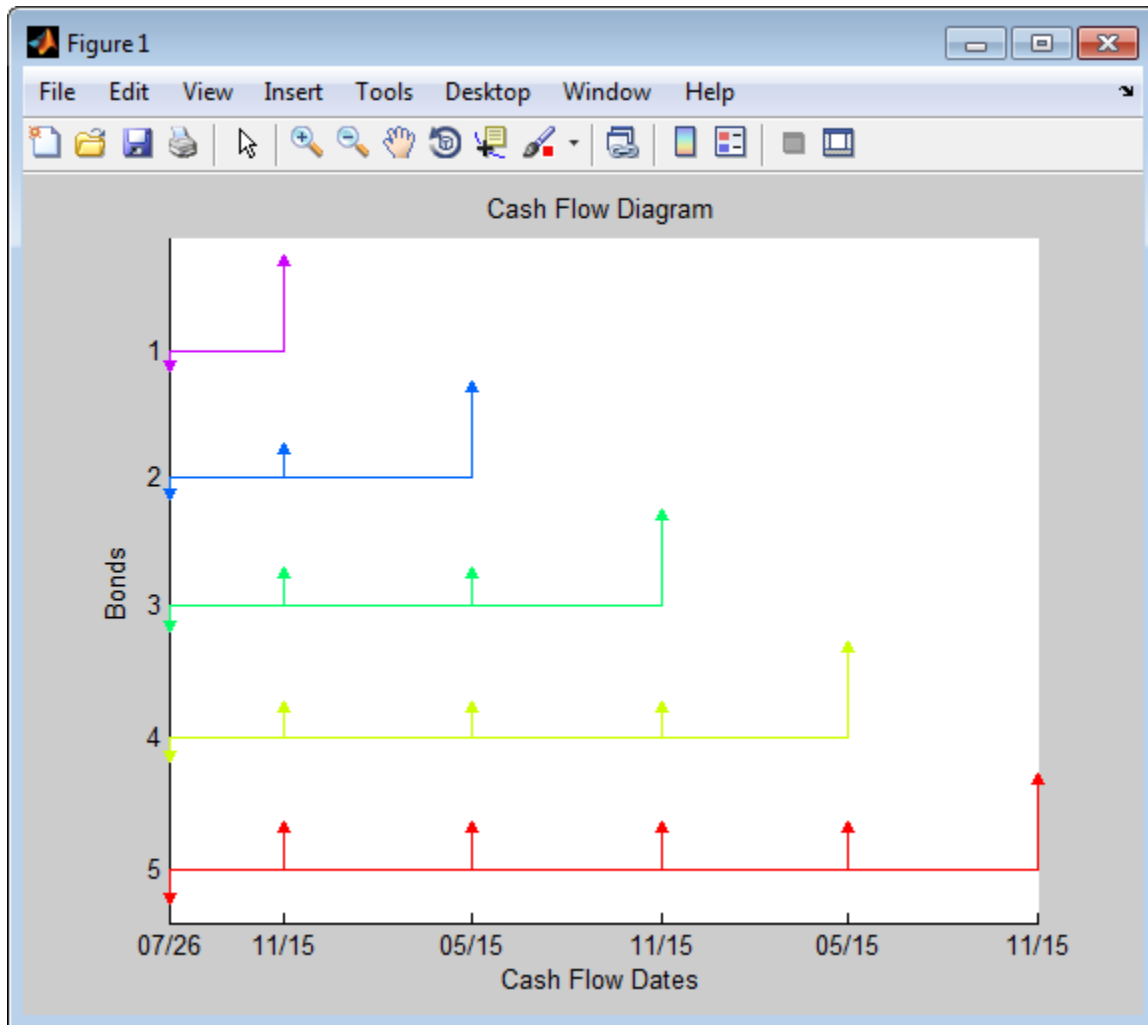 Figure 1
File Edit View Insert Tools Desktop Window Help
Cash Flow Diagram
1
2
3
4
5
Bonds
07/26 11/15 05/15 11/15 05/15 11/15
Cash Flow Dates